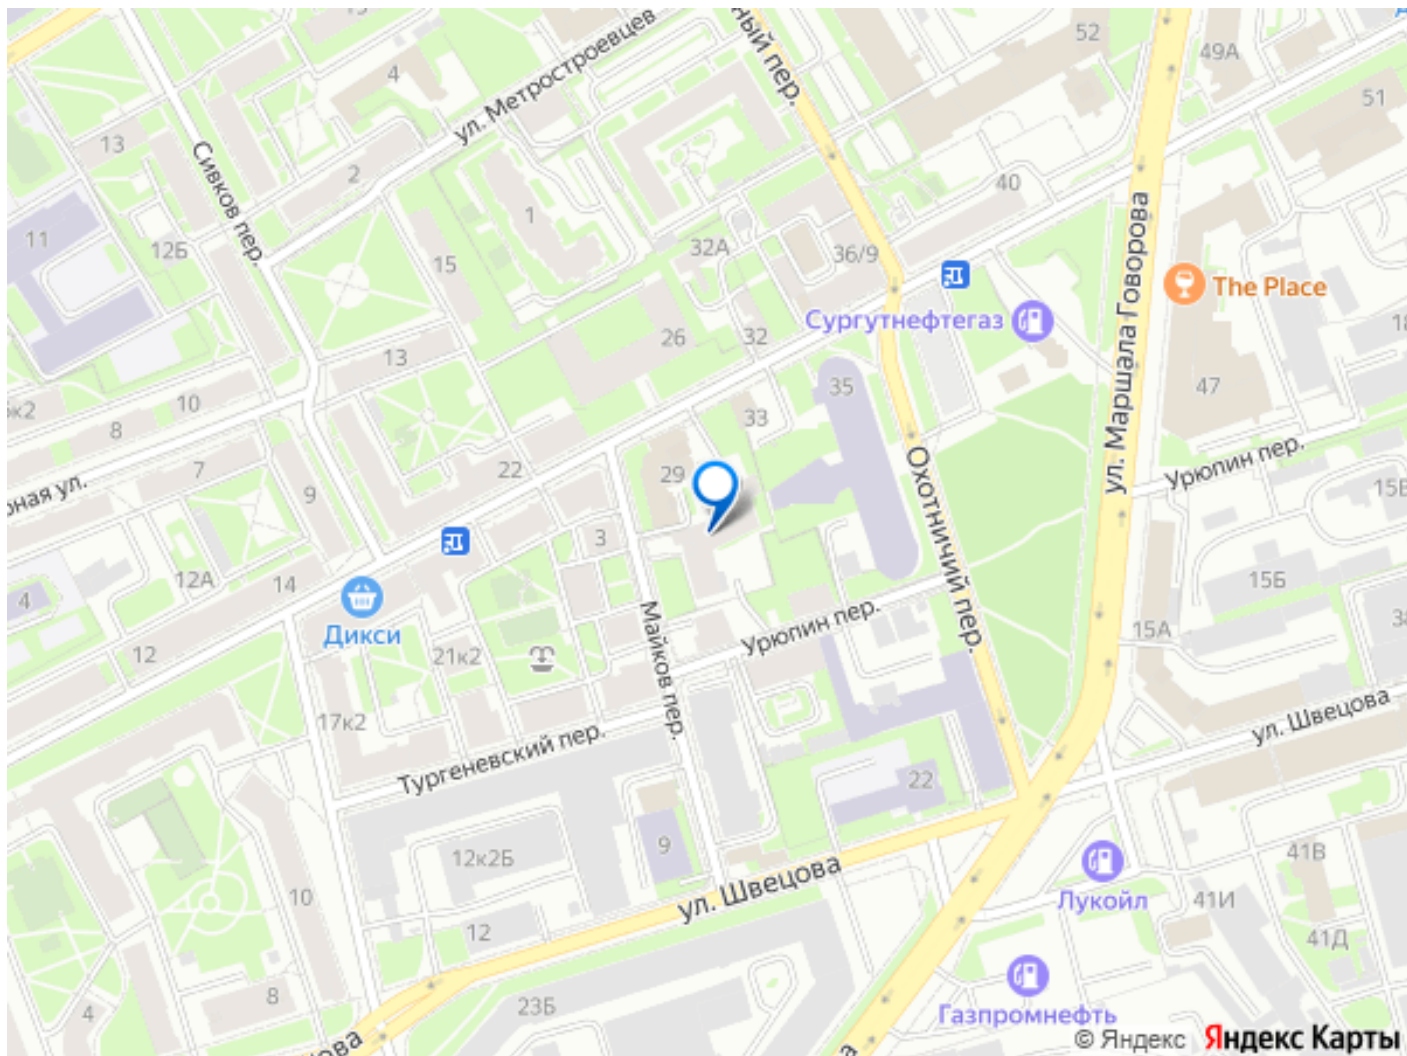 13
4
ул. Метростроевцев
ный пер.
52
49А
51
Сивков пер.
2
11
12Б
15
1
32А
36/9
40
ул. Маршала Говорова
The Place
Сургутнефтегаз
18
26
32
13
10
8
7
9
22
35
33
47
29
Охотничий пер.
Урюпин пер.
15В
рная ул.
3
14
12А
4
Дикси
12
21к2
17к2
Майков пер.
Урюпин пер.
15Б
15А
Тургеневский пер.
ул. Швецова
22
9
12к2Б
10
12
8
4
ул. Швецова
23Б
Лукойл
41В
41И
41Д
Газпромнефть
нова
© Яндекс Яндекс Карты